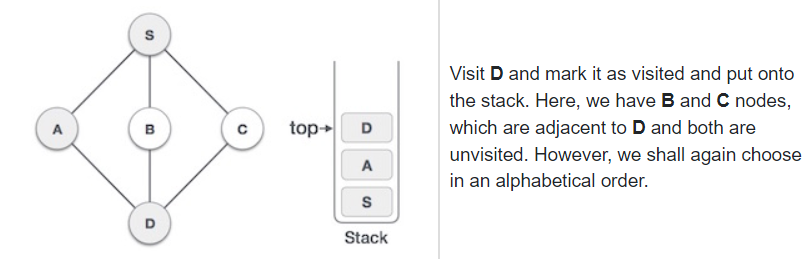 S
A
B
C
D
top→
D
A
S
Stack
Visit D and mark it as visited and put onto
the stack. Here, we have B and C nodes,
which are adjacent to D and both are
unvisited. However, we shall again choose
in an alphabetical order.